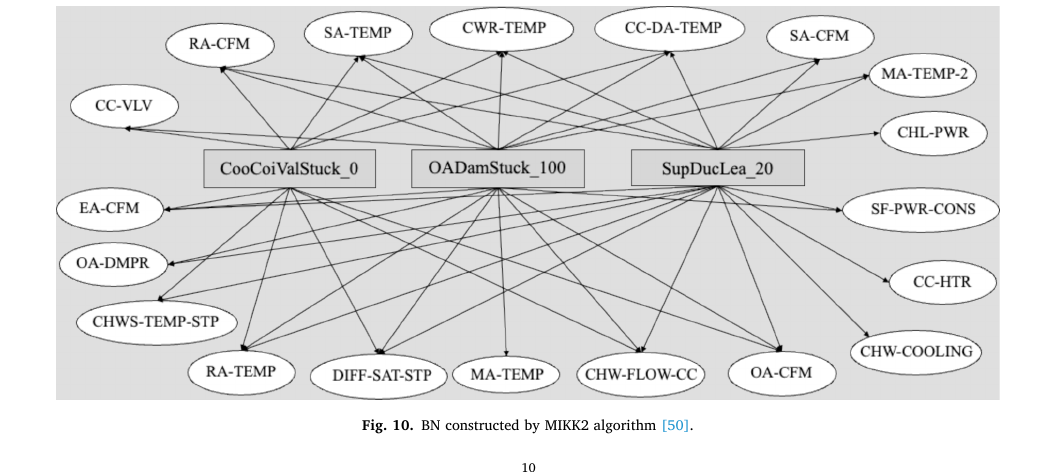 RA-CFM
SA-TEMP
CWR-TEMP
CC-DA-TEMP
SA-CFM
MA-TEMP-2
CC-VLV
CHL-PWR
CooCoiValStuck_0
OADamStuck_100
SupDucLea_20
EA-CFM
SF-PWR-CONS
OA-DMPR
CC-HTR
CHWS-TEMP-STP
CHW-COOLING
RA-TEMP
DIFF-SAT-STP
MA-TEMP
CHW-FLOW-CC
OA-CFM
Fig. 10. BN constructed by MIKK2 algorithm [50].
10